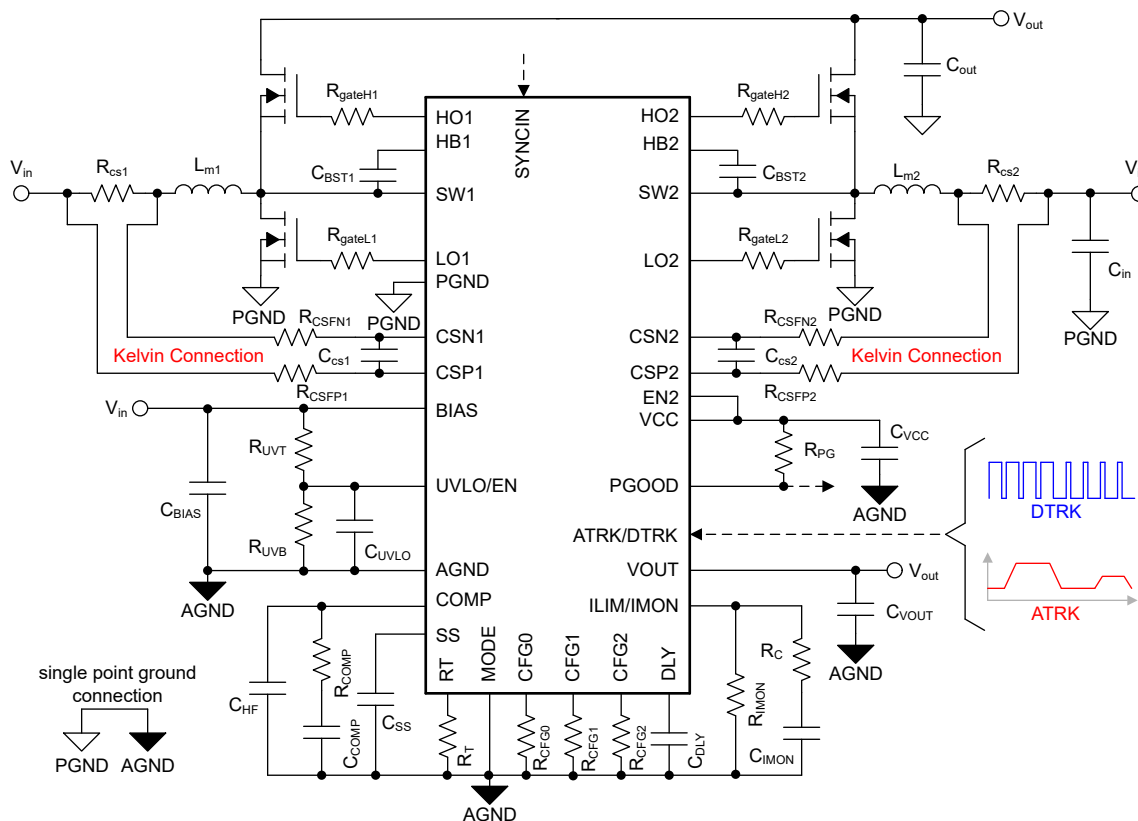 Vout
Cout
RgateH1
RgateH2
HO1
SYNCIN
HO2
HB1
HB2
Vin
Rcs1
Lm1
CBST1
CBST2
Lm2
Rcs2
SW1
SW2
RgateL1
RgateL2
LO1
LO2
Cin
PGND
PGND
PGND
PGND
PGND
RCSFN1
RCSFN2
CSN1
CSN2
Kelvin Connection
Ccs1
Ccs2
Kelvin Connection
CSP1
CSP2
RCSFP1
RCSFP2
EN2
Vin
BIAS
VCC
CVCC
RUVT
RPG
UVLO/EN
PGOOD
AGND
CBIAS
DTRK
RUVB
CUVLO
ATRK/DTRK
AGND
VOUT
Vout
AGND
COMP
ILIM/IMON
CVOUT
ATRK
SS
RT
MODE
CFG0
CFG1
CFG2
DLY
RC
AGND
single point ground
connection
CHF
RCOMP
CSS
RIMON
PGND
AGND
CCOMP
RT
RCFG0
RCFG1
RCFG2
CDLY
CIMON
AGND